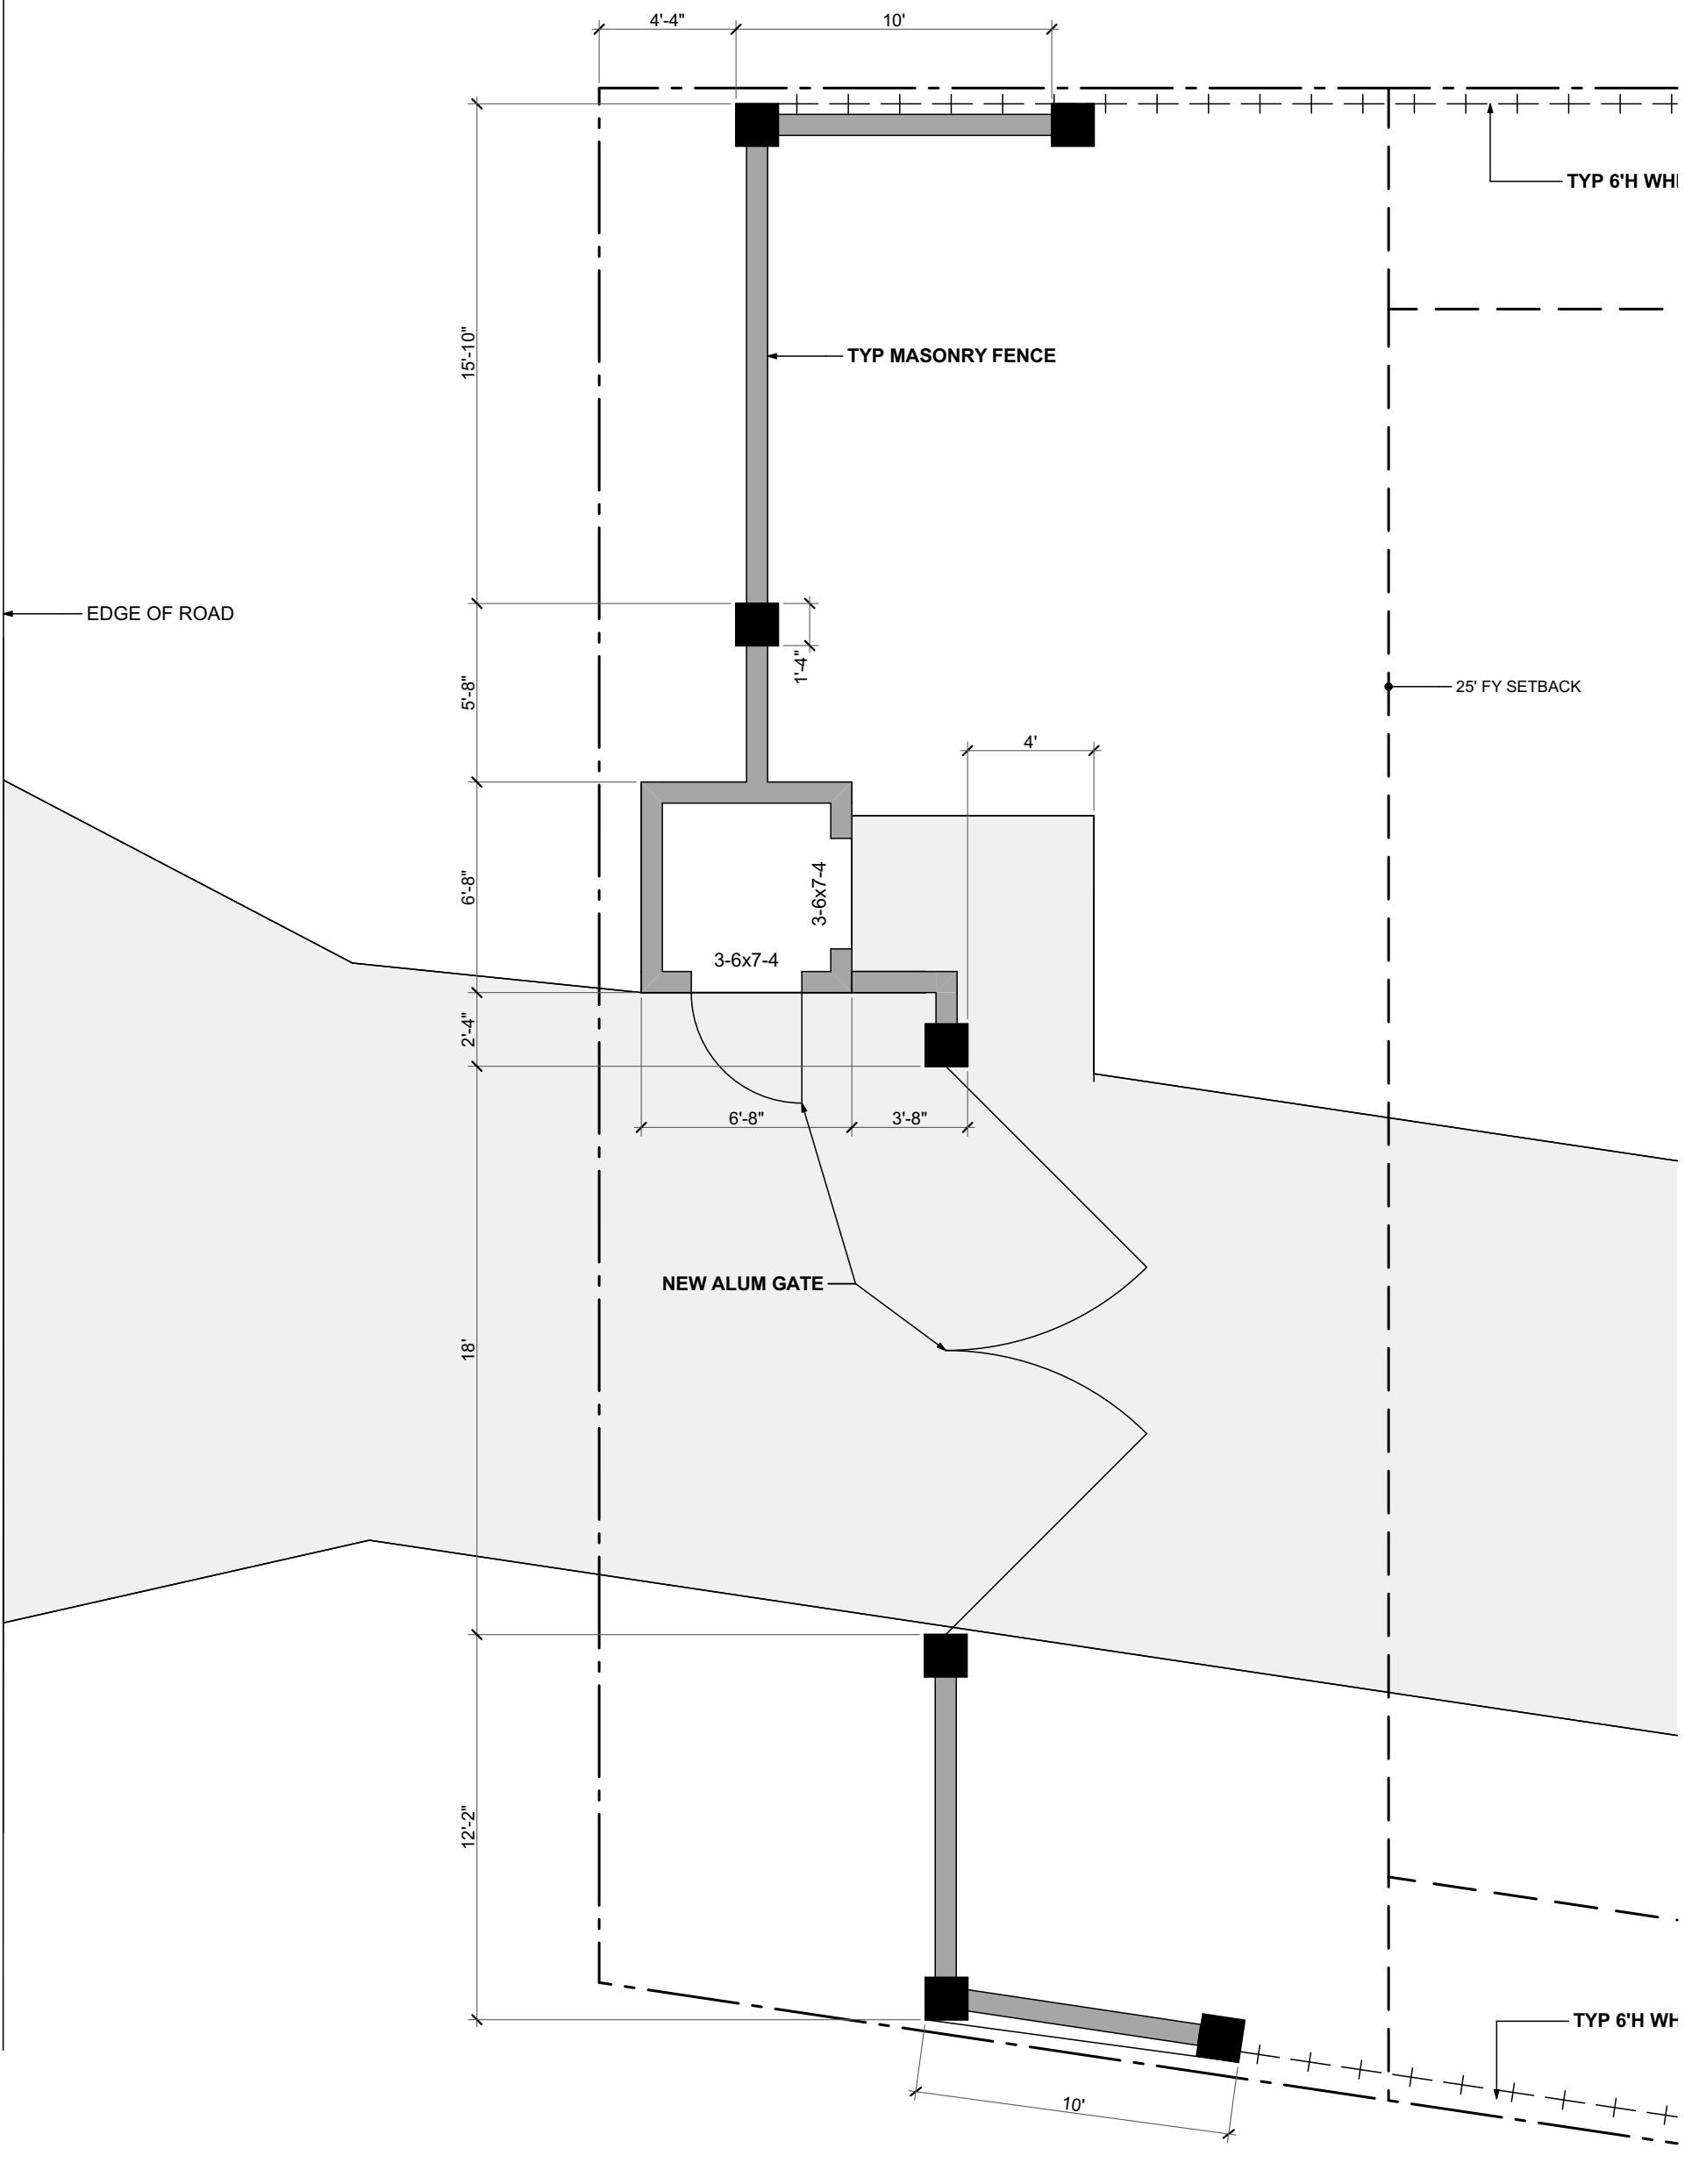 4'-4"
10'
TYP 6'H WHI
15'-10"
TYP MASONRY FENCE
EDGE OF ROAD
1'-4"
5'-8"
25' FY SETBACK
4'
6'-8"
3-6x7-4
3-6x7-4
2'-4"
6'-8"
3'-8"
NEW ALUM GATE
18'
12'-2"
TYP 6'H WH
10'